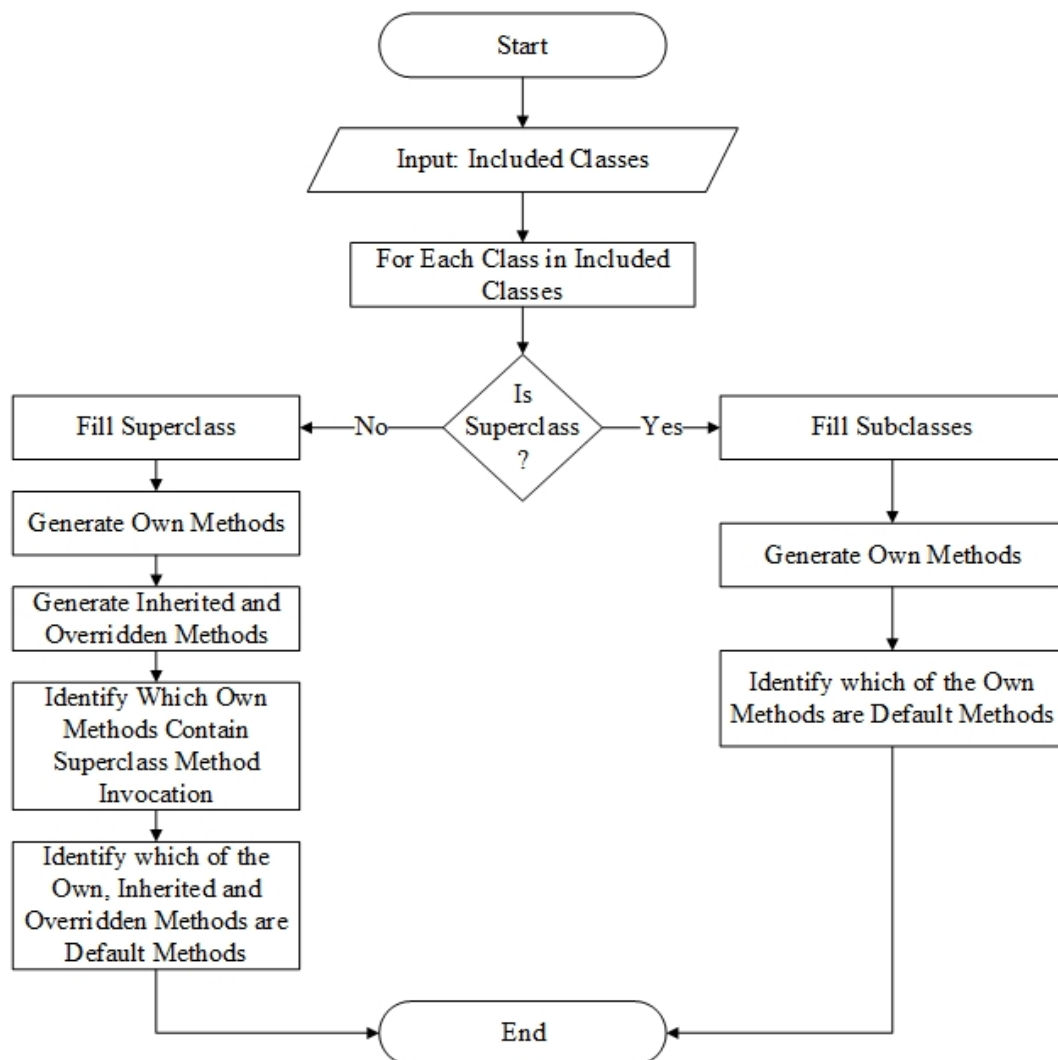 Start
Input: Included Classes
For Each Class in Included
Classes
Is
Superclass
?
No
Yes
Fill Superclass
Generate Own Methods
Generate Inherited and
Overridden Methods
Identify Which Own
Methods Contain
Superclass Method
Invocation
Identify which of the
Own, Inherited and
Overridden Methods are
Default Methods
Fill Subclasses
Generate Own Methods
Identify which of the Own
Methods are Default Methods
End